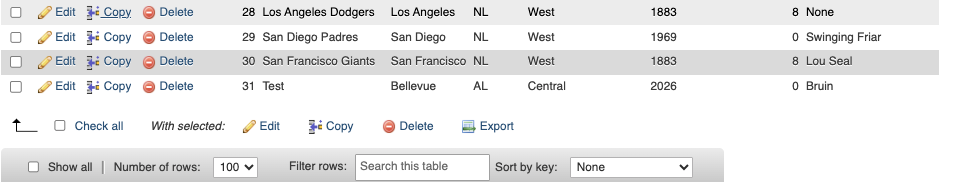 Edit Copy Delete 28 Los Angeles Dodgers Los Angeles NL West 1883 8 None
Edit Copy Delete 29 San Diego Padres San Diego NL West 1969 0 Swinging Friar
Edit Copy Delete 30 San Francisco Giants San Francisco NL West 1883 8 Lou Seal
Edit Copy Delete 31 Test Bellevue AL Central 2026 0 Bruin
Check all With selected: Edit Copy Delete Export
Show all | Number of rows: 100 Filter rows: Search this table Sort by key: None